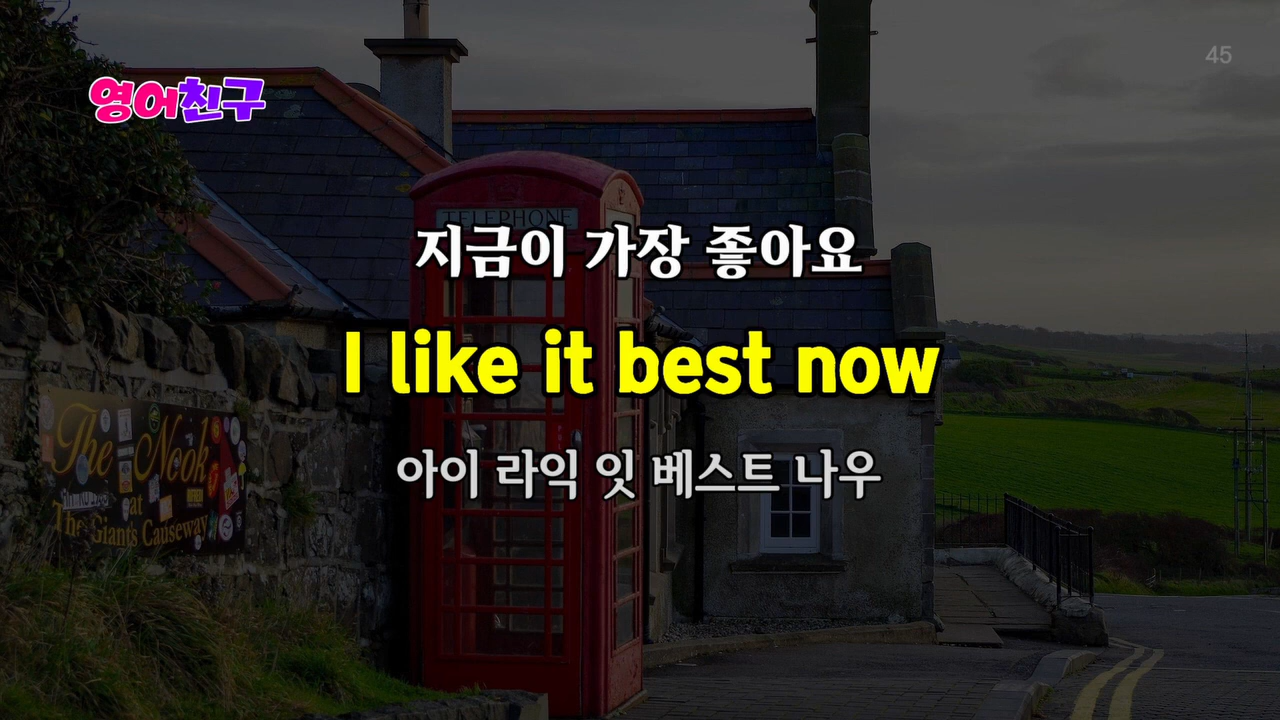 45
영어친구
TELEPHONE
지금이 가장 좋아요
I like it best now
아이 라익 잇 베스트 나우
The Nook
at
The Giants Causeway